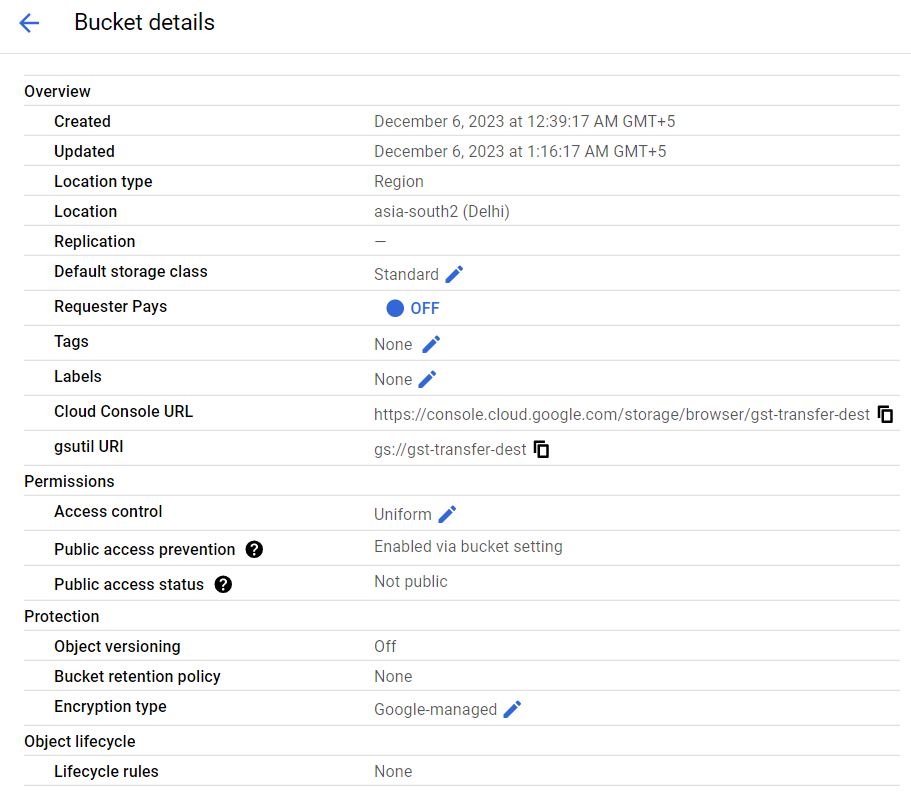 Bucket details
Overview
Created December 6, 2023 at 12:39:17 AM GMT+5
Updated December 6, 2023 at 1:16:17 AM GMT+5
Location type Region
Location asia-south2 (Delhi)
Replication —
Default storage class Standard
Requester Pays OFF
Tags None
Labels None
Cloud Console URL https://console.cloud.google.com/storage/browser/gst-transfer-dest
gsutil URI gs://gst-transfer-dest
Permissions
Access control Uniform
Public access prevention ? Enabled via bucket setting
Public access status ? Not public
Protection
Object versioning Off
Bucket retention policy None
Encryption type Google-managed
Object lifecycle
Lifecycle rules None